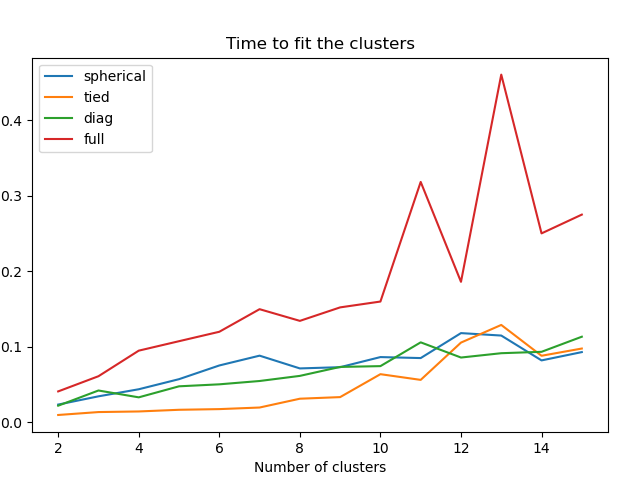 Time to fit the clusters
spherical
tied
diag
full
0.4
0.3
0.2
0.1
0.0
2 4 6 8 10 12 14
Number of clusters